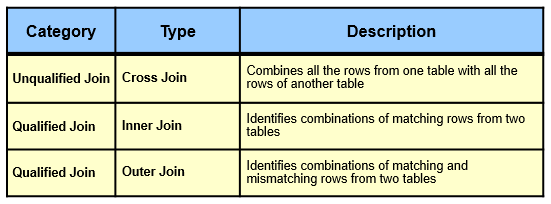 Category Type Description
Unqualified Join Cross Join Combines all the rows from one table with all the
rows of another table
Qualified Join Inner Join Identifies combinations of matching rows from two
tables
Qualified Join Outer Join Identifies combinations of matching and
mismatching rows from two tables